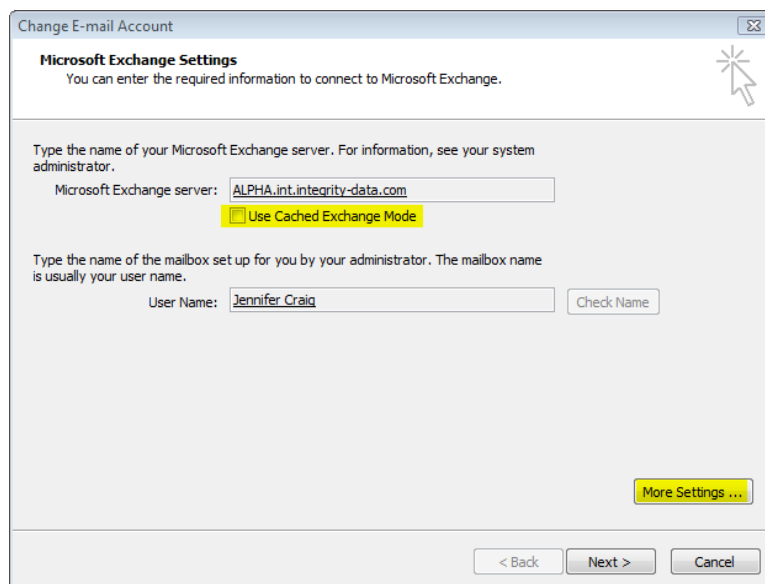 Change E-mail Account
Microsoft Exchange Settings
You can enter the required information to connect to Microsoft Exchange.
Type the name of your Microsoft Exchange server. For information, see your system
administrator.
Microsoft Exchange server: ALPHA.int.integrity-data.com
Use Cached Exchange Mode
Type the name of the mailbox set up for you by your administrator. The mailbox name
is usually your user name.
User Name: Jennifer Craig Check Name
More Settings ...
< Back Next > Cancel